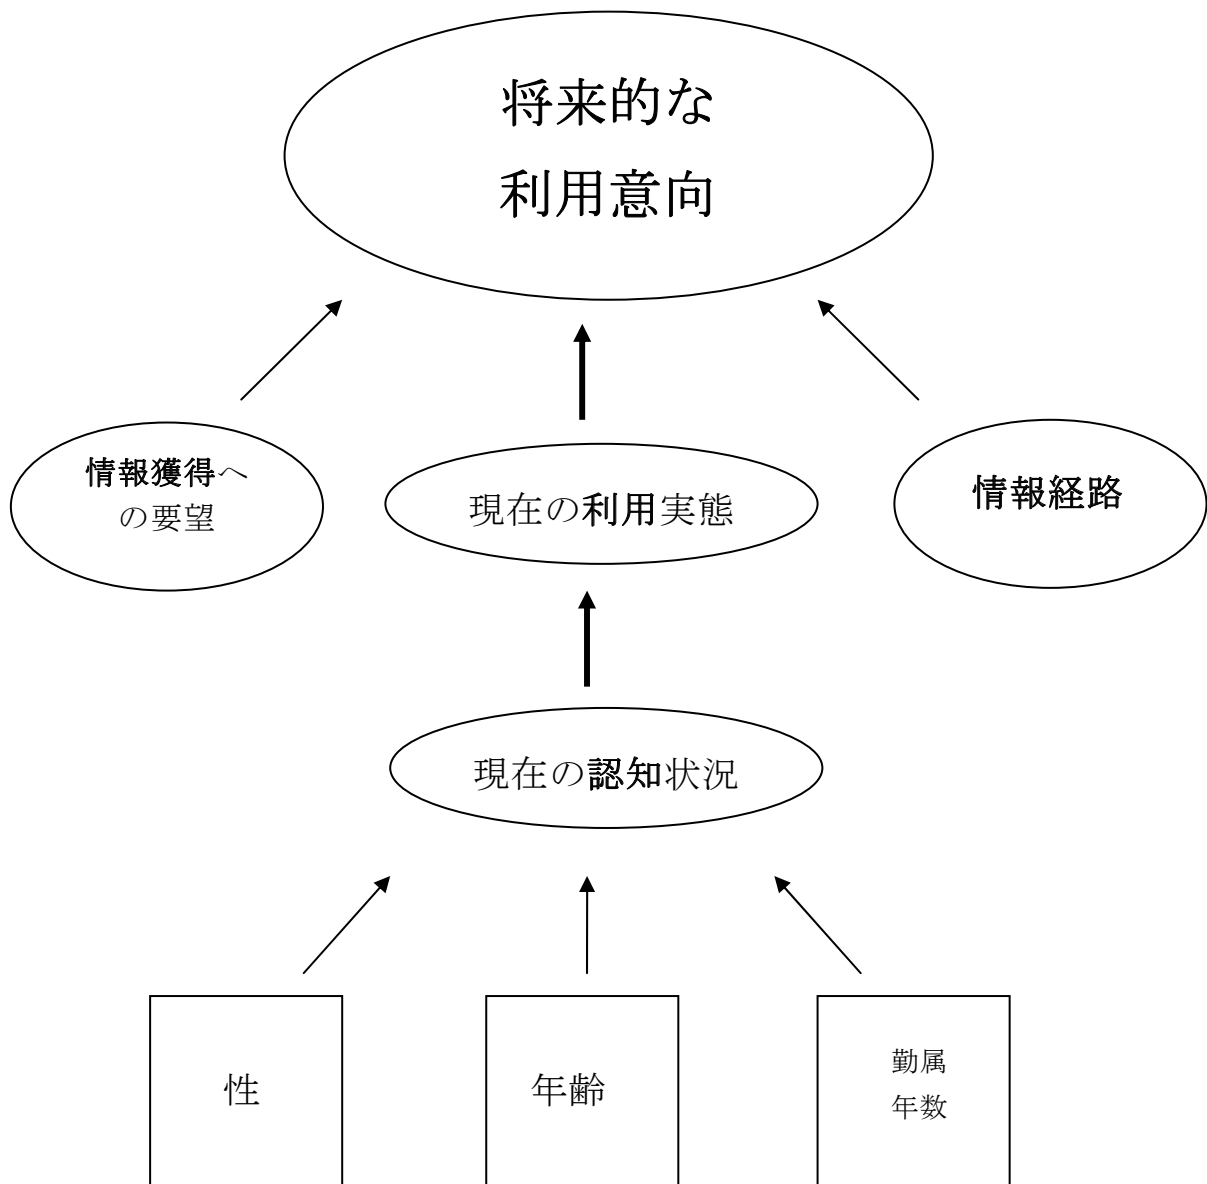 将来的な
利用意向
情報獲得へ
の要望
現在の利用実態
情報経路
現在の認知状況
性
年齢
勤属
年数